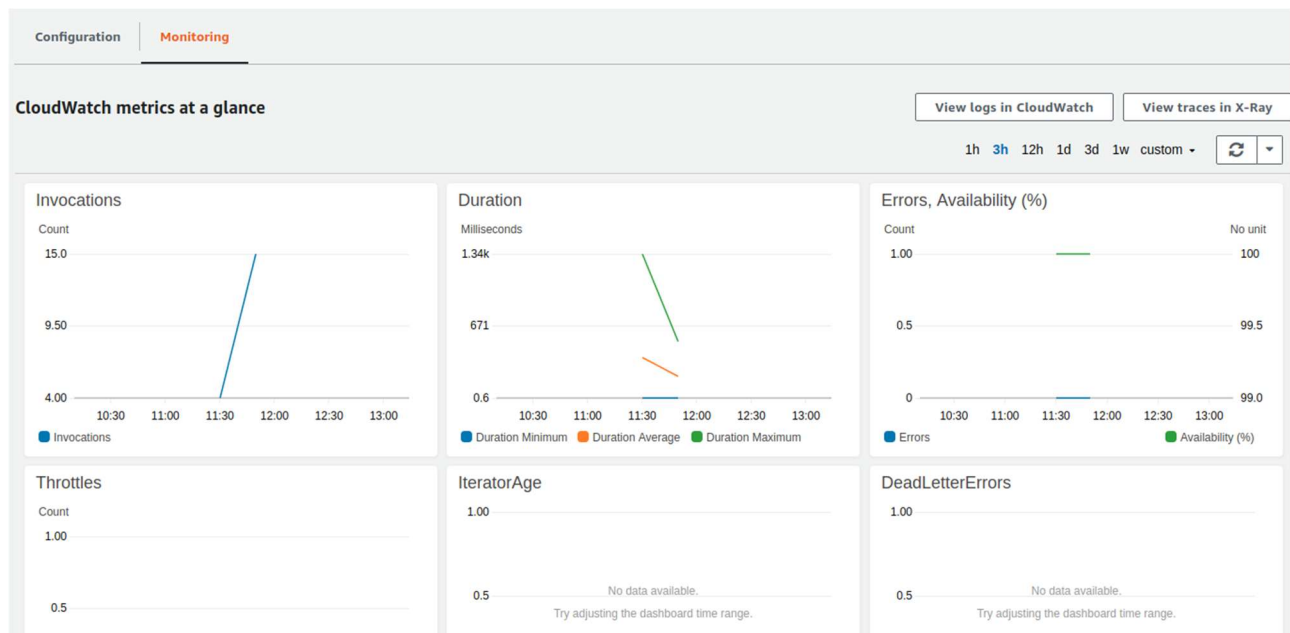 Configuration Monitoring
CloudWatch metrics at a glance
View logs in CloudWatch View traces in X-Ray
1h 3h 12h 1d 3d 1w custom
Invocations
Count
15.0
9.50
4.00
10:30 11:00 11:30 12:00 12:30 13:00
Invocations
Duration
Milliseconds
1.34k
671
0.6
10:30 11:00 11:30 12:00 12:30 13:00
Duration Minimum Duration Average Duration Maximum
Errors, Availability (%)
Count No unit
1.00 100
0.5 99.5
0 99.0
10:30 11:00 11:30 12:00 12:30 13:00
Errors Availability (%)
Throttles
Count
1.00
0.5
IteratorAge
1.00
No data available.
0.5
Try adjusting the dashboard time range.
DeadLetterErrors
1.00
No data available.
0.5
Try adjusting the dashboard time range.